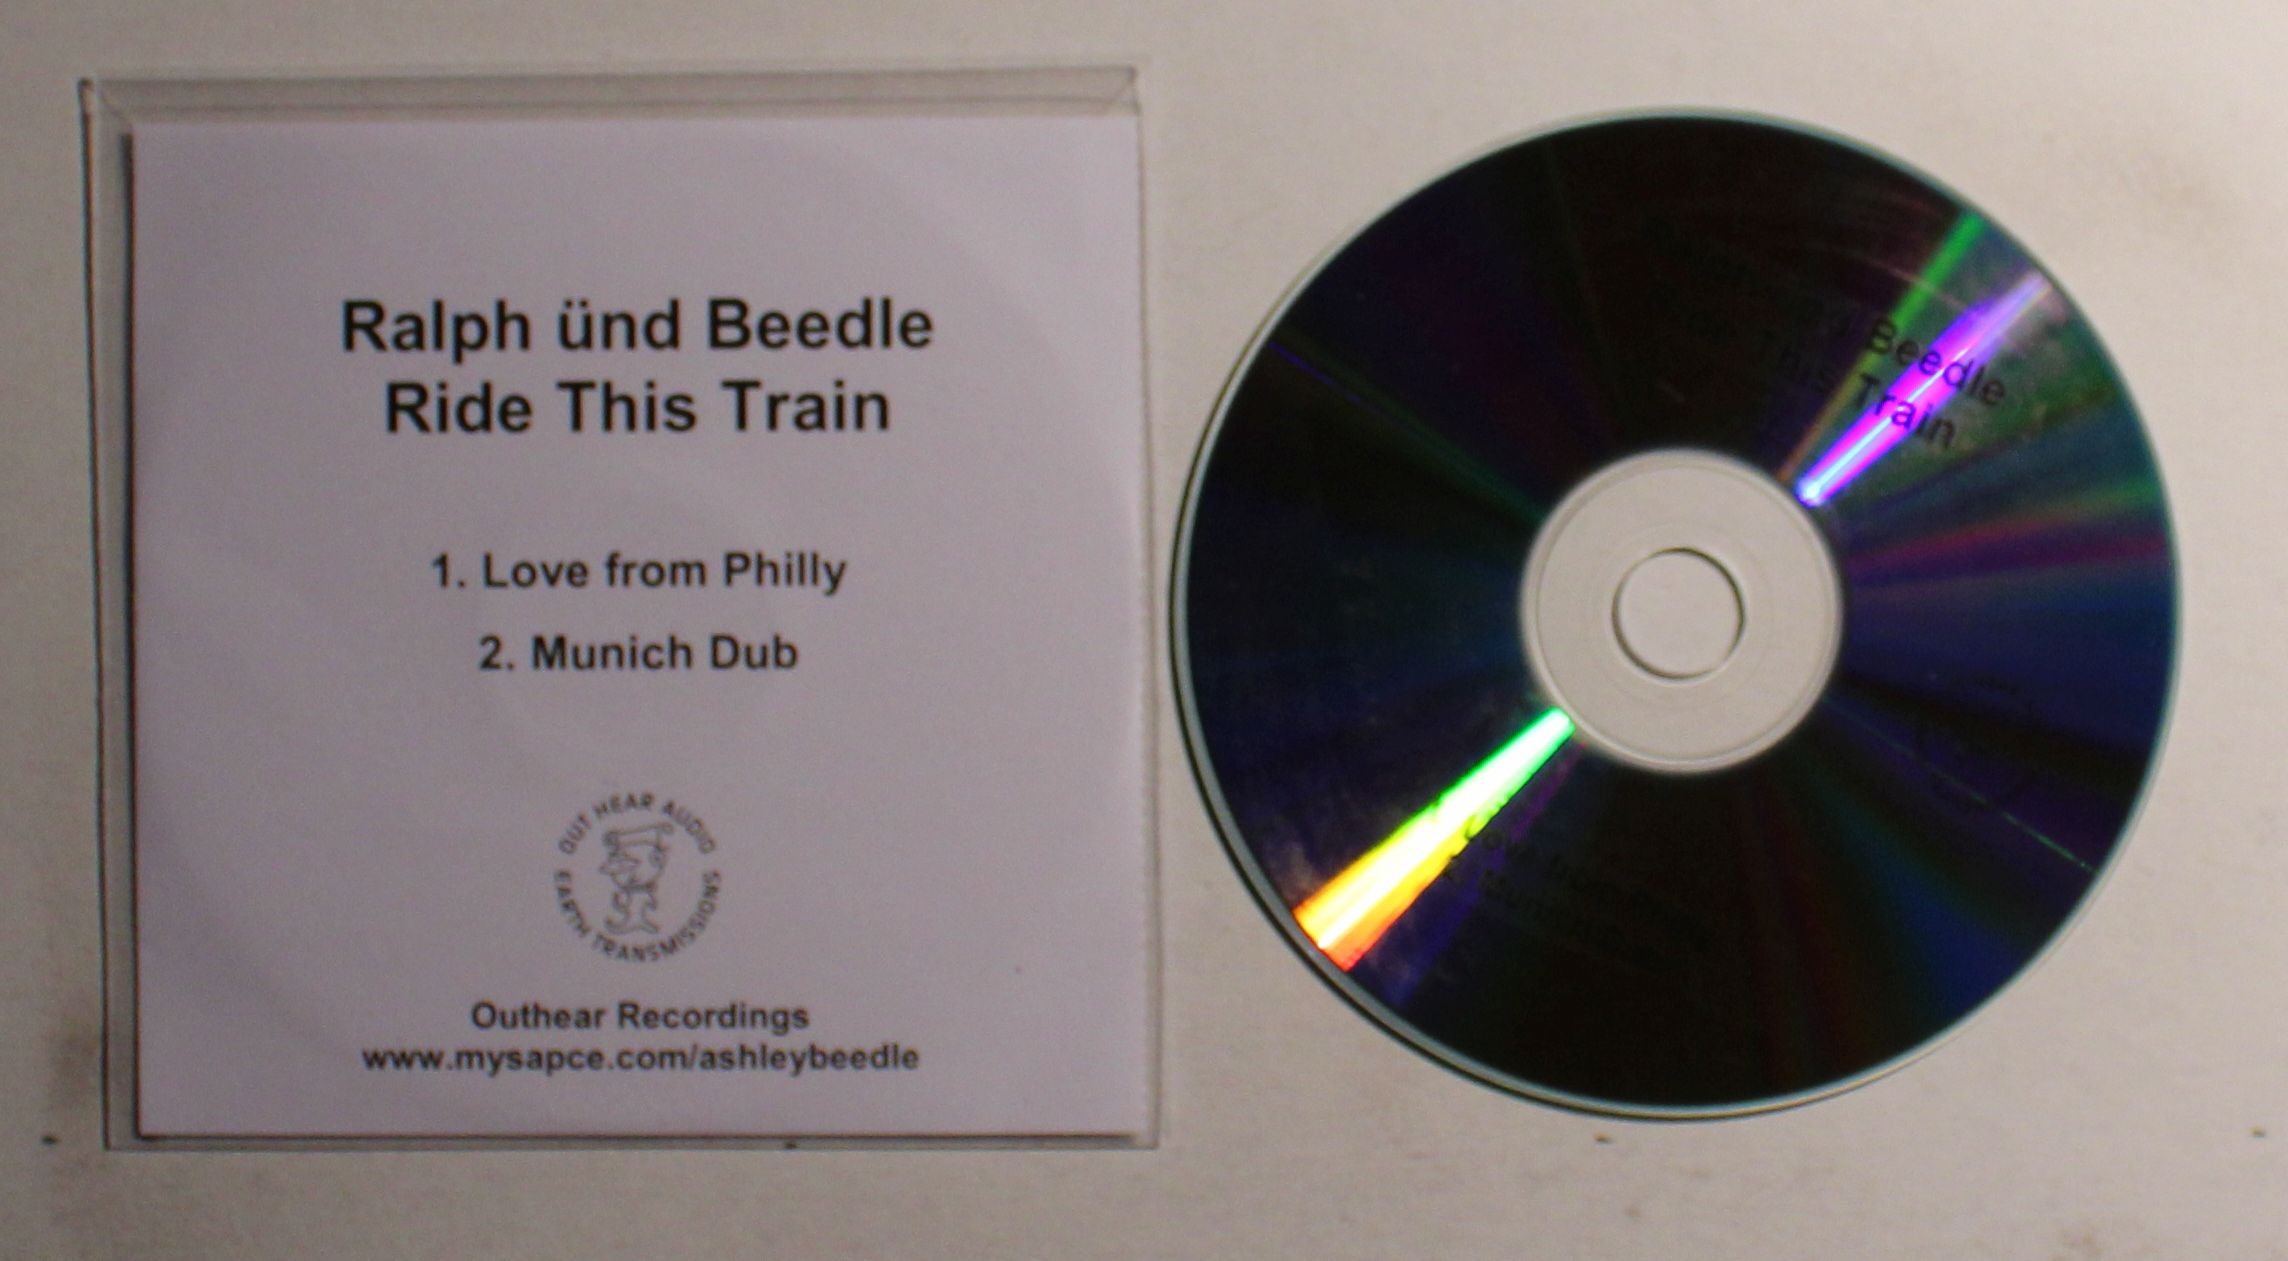 Ralph ünd Beedle
Ride This Train
1. Love from Philly
2. Munich Dub
OUT HEAR AUDIO
EARTH TRANSMISSIONS
Outhear Recordings
www.mysapce.com/ashleybeedle
Beedle
This Train